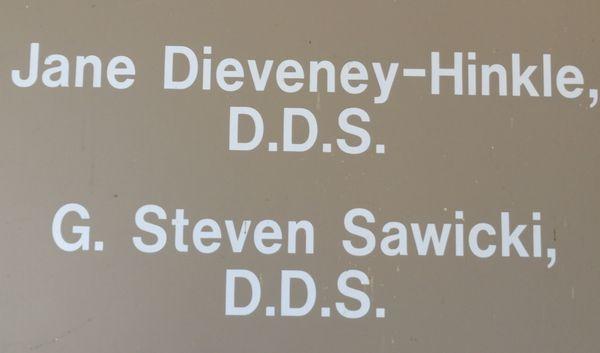 Jane Dieveney-Hinkle,
D.D.S.
G. Steven Sawicki,
D.D.S.